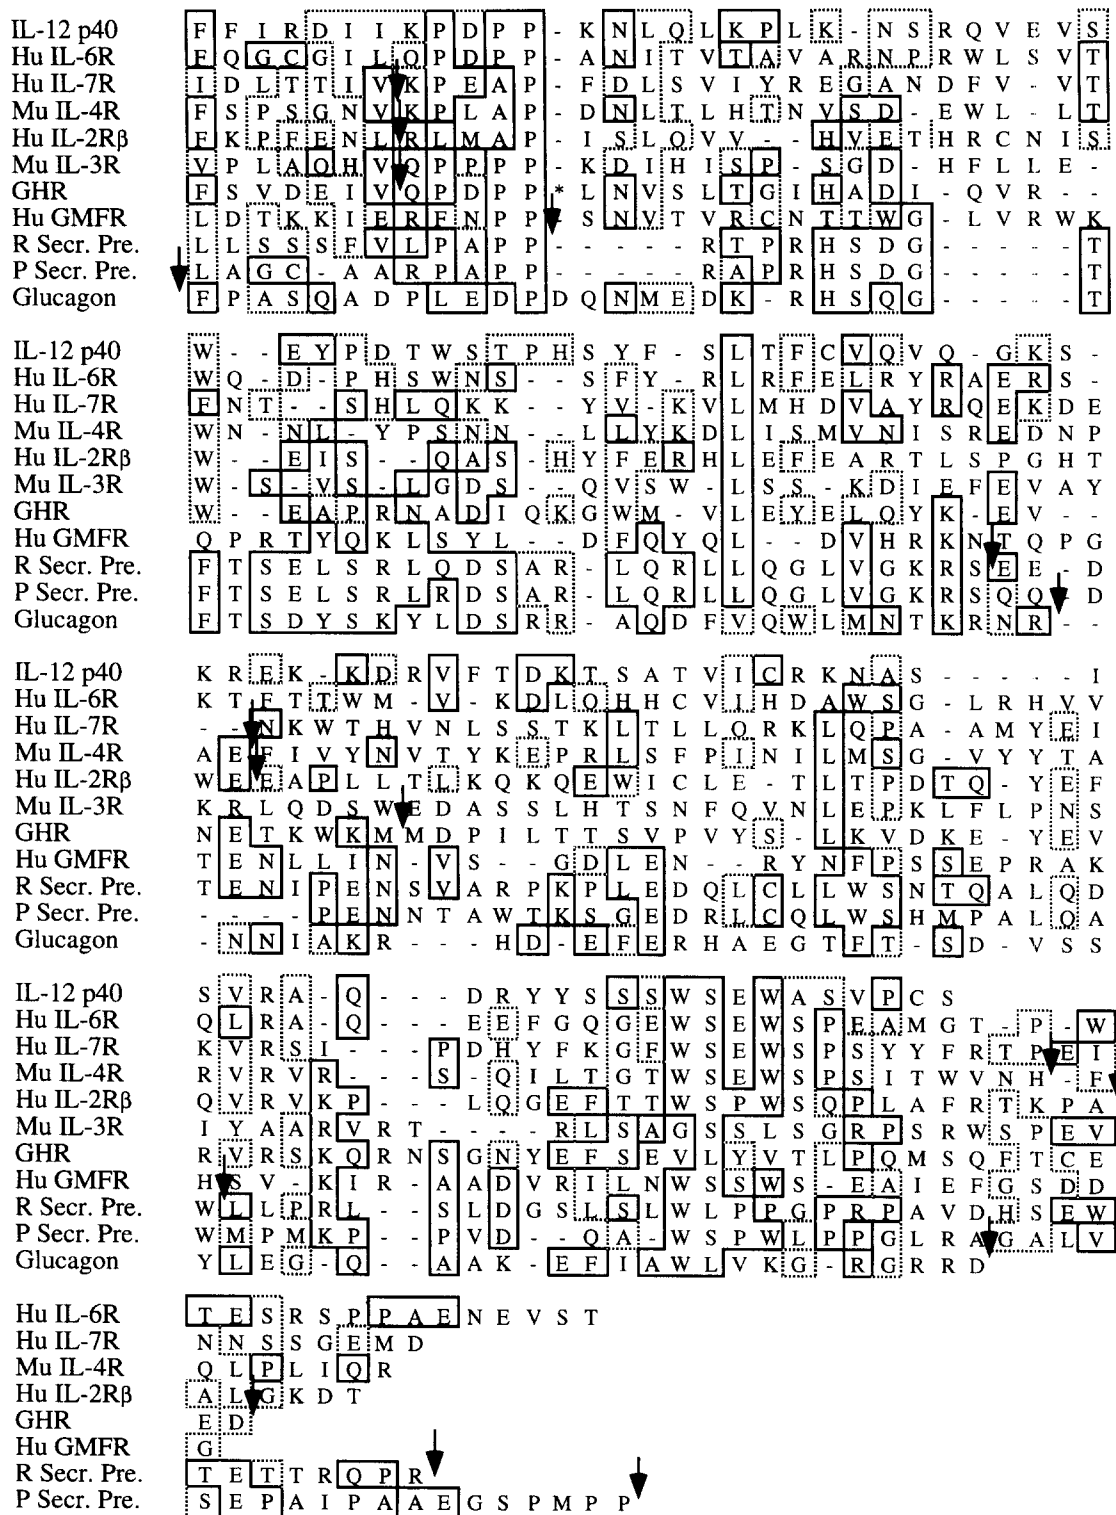 IL-12 p40 F F I R D I I K P D P P - K N L Q L K P L K - N S R Q V E V S
Hu IL-6R F Q G C G I L Q P D P P - A N I T V T A V A R N P R W L S V T
Hu IL-7R I D L T T I V K P E A P - F D L S V I Y R E G A N D F V - V T
Mu IL-4R F S P S G N V K P L A P - D N L T L H T N V S D - E W L - L T
Hu IL-2Rβ F K P F E N L R L M A P - I S L Q V V - - H V E T H R C N I S
Mu IL-3R V P L A Q H V Q P P P P - K D I H I S P - S G D - H F L L E -
GHR F S V D E I V Q P D P P * L N V S L T G I H A D I - Q V R - -
Hu GMFR L D T K K I E R F N P P - S N V T V R C N T T W G - L V R W K
R Secr. Pre. L L S S S F V L P A P P - - - - - R T P R H S D G - - - - - T
P Secr. Pre. L A G C - A A R P A P P - - - - - R A P R H S D G - - - - - T
Glucagon F P A S Q A D P L E D P D Q N M E D K - R H S Q G - - - - - T
IL-12 p40 W - - E Y P D T W S T P H S Y F - S L T F C V Q V Q - G K S -
Hu IL-6R W Q - D - P H S W N S - - S F Y - R L R F E L R Y R A E R S -
Hu IL-7R F N T - - S H L Q K K - - Y V - K V L M H D V A Y R Q E K D E
Mu IL-4R W N - N L - Y P S N N - - L L Y K D L I S M V N I S R E D N P
Hu IL-2Rβ W - - E I S - - Q A S - H Y F E R H L E F E A R T L S P G H T
Mu IL-3R W - S - V S - L G D S - - Q V S W - L S S - K D I E F E V A Y
GHR W - - E A P R N A D I Q K G W M - V L E Y E L Q Y K - E V - -
Hu GMFR Q P R T Y Q K L S Y L - - D F Q Y Q L - - D V H R K N T Q P G
R Secr. Pre. F T S E L S R L Q D S A R - L Q R L L Q G L V G K R S E E - D
P Secr. Pre. F T S E L S R L R D S A R - L Q R L L Q G L V G K R S Q Q - D
Glucagon F T S D Y S K Y L D S R R - A Q D F V Q W L M N T K R N R - -
IL-12 p40 K R E K - K D R V F T D K T S A T V I C R K N A S - - - - - I
Hu IL-6R K T F T T W M - V - K D L Q H H C V I H D A W S G - L R H V V
Hu IL-7R - - N K W T H V N L S S T K L T L L Q R K L Q P A - A M Y E I
Mu IL-4R A E F I V Y N V T Y K E P R L S F P I N I L M S G - V Y Y T A
Hu IL-2Rβ W E E A P L L T L K Q K Q E W I C L E - T L T P D T Q - Y E F
Mu IL-3R K R L Q D S W E D A S S L H T S N F Q V N L E P K L F L P N S
GHR N E T K W K M M D P I L T T S V P V Y S - L K V D K E - Y E V
Hu GMFR T E N L L I N - V S - - G D L E N - - - R Y N F P S S E P R A K
R Secr. Pre. T E N I P E N S V A R P K P L E D Q L C L L W S N T Q A L Q D
P Secr. Pre. - - - - P E N N T A W T K S G E D R L C Q L W S H M P A L Q A
Glucagon - N N I A K R - - - H D - E F E R H A E G T F T - S D - V S S
IL-12 p40 S V R A - Q - - - D R Y Y S S S W S E W A S V P C S
Hu IL-6R Q L R A - Q - - - E E F G Q G E W S E W S P E A M G T - P - W
Hu IL-7R K V R S I - - - P D H Y F K G F W S E W S P S Y Y F R T P E I
Mu IL-4R R V R V R - - - S - Q I L T G T W S E W S P S I T W V N H - F
Hu IL-2Rβ Q V R V K P - - - L Q G E F T T W S P W S Q P L A F R T K P A
Mu IL-3R I Y A A R V R T - - - - R L S A G S S L S G R P S R W S P E V
GHR R V R S K Q R N S G N Y E F S E V L Y V T L P Q M S Q F T C E
Hu GMFR H S V - K I R - A A D V R I L N W S S W S - E A I E F G S D D
R Secr. Pre. W L L P R L - - S L D G S L S L W L P P G P R P A V D H S E W
P Secr. Pre. W M P M K P - - P V D - - Q A - W S P W L P P G L R A G A L V
Glucagon Y L E G - Q - - A A K - E F I A W L V K G - R G R R D
Hu IL-6R T E S R S P P A E N E V S T
Hu IL-7R N N S S G E M D
Mu IL-4R Q L P L I Q R
Hu IL-2Rβ A L G K D T
GHR E D
Hu GMFR G
R Secr. Pre. T E T T R Q P R
P Secr. Pre. S E P A I P A A E G S P M P P